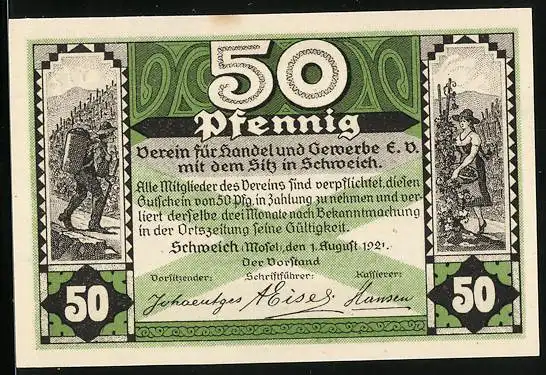 50
Pfennig
Verein für Handel und Gewerbe E. V.
mit dem Sitz in Schweich.
Alle Mitglieder des Vereins sind verpflichtet, diesen
Gutschein von 50 Pfg. in Zahlung zu nehmen und ver-
liert derselbe drei Monate nach Bekanntmachung
in der Ortszeitung seine Gültigkeit.
Schweich (Mosel), den 1. August 1921.
Der Vorstand
Vorsitzender: Schriftführer: Kassierer:
Hansen
50 50